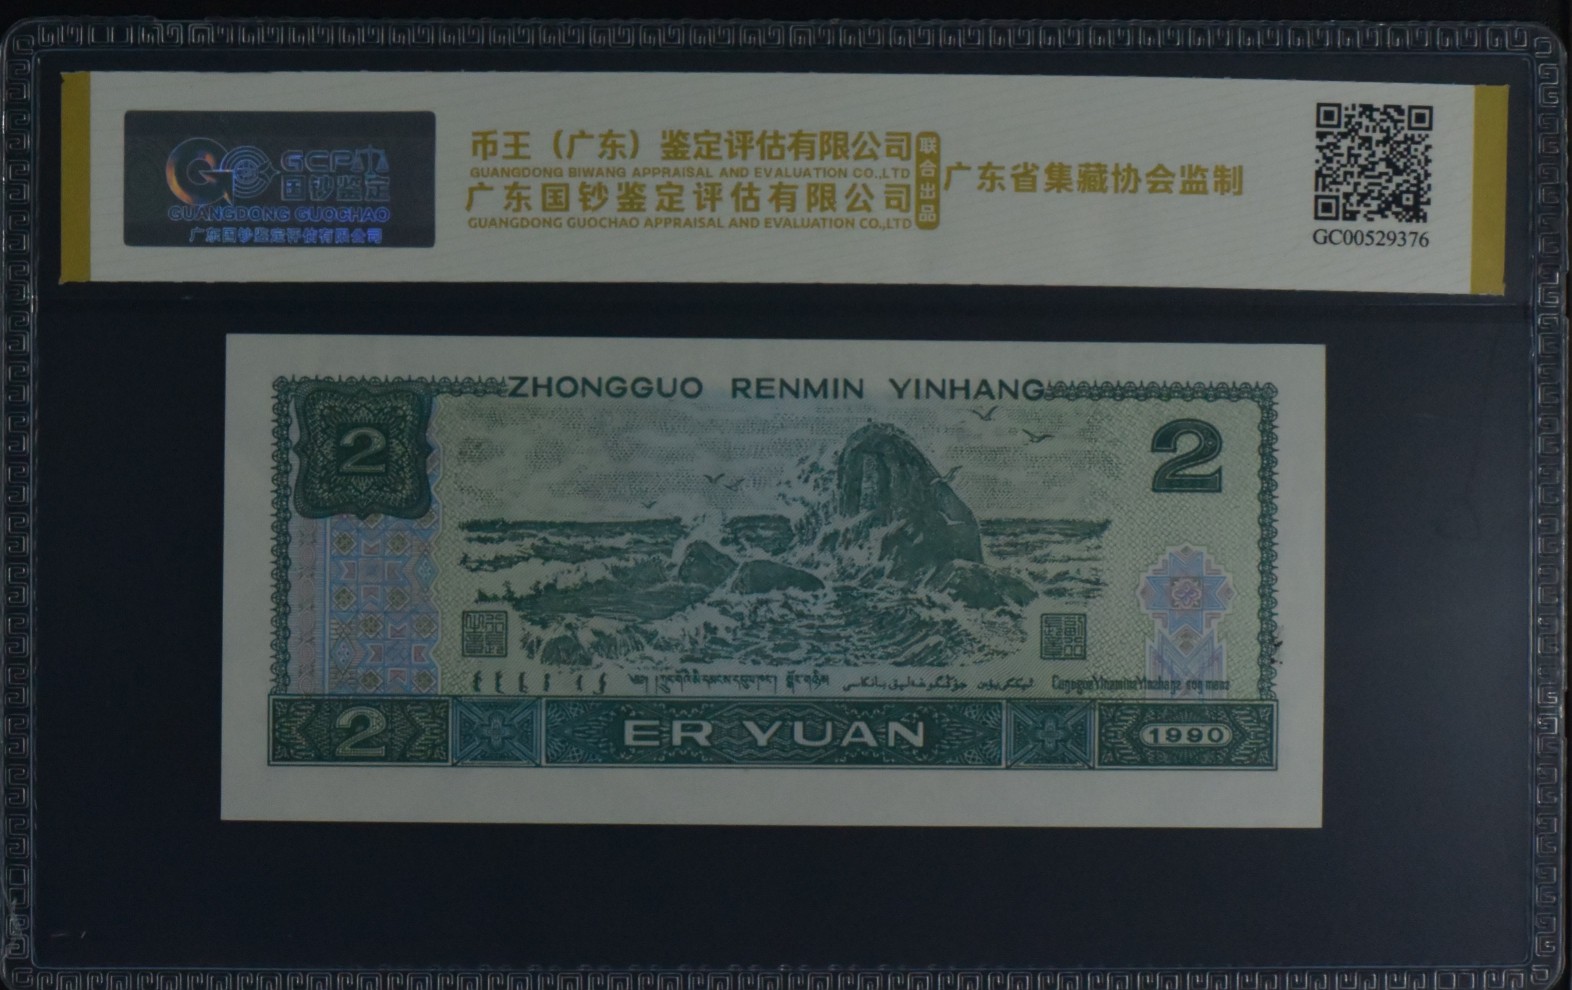 GCP
国钞鉴定
GUANGDONG GUOCHAO
广东国钞鉴定评估有限公司
币王（广东）鉴定评估有限公司
GUANGDONG BIWANG APPRAISAL AND EVALUATION CO.,LTD
广东国钞鉴定评估有限公司
GUANGDONG GUOCHAO APPRAISAL AND EVALUATION CO.,LTD
联合出品
广东省集藏协会监制
GC00529376
ZHONGGUO RENMIN YINHANG
2
2
2
ER YUAN
1990